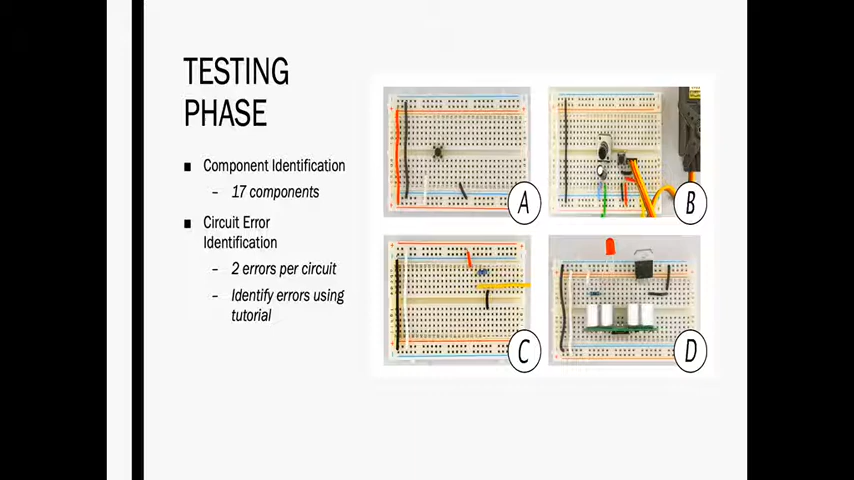 TESTING
PHASE
■ Component Identification
– 17 components
■ Circuit Error
Identification
– 2 errors per circuit
– Identify errors using
tutorial
A
B
C
D